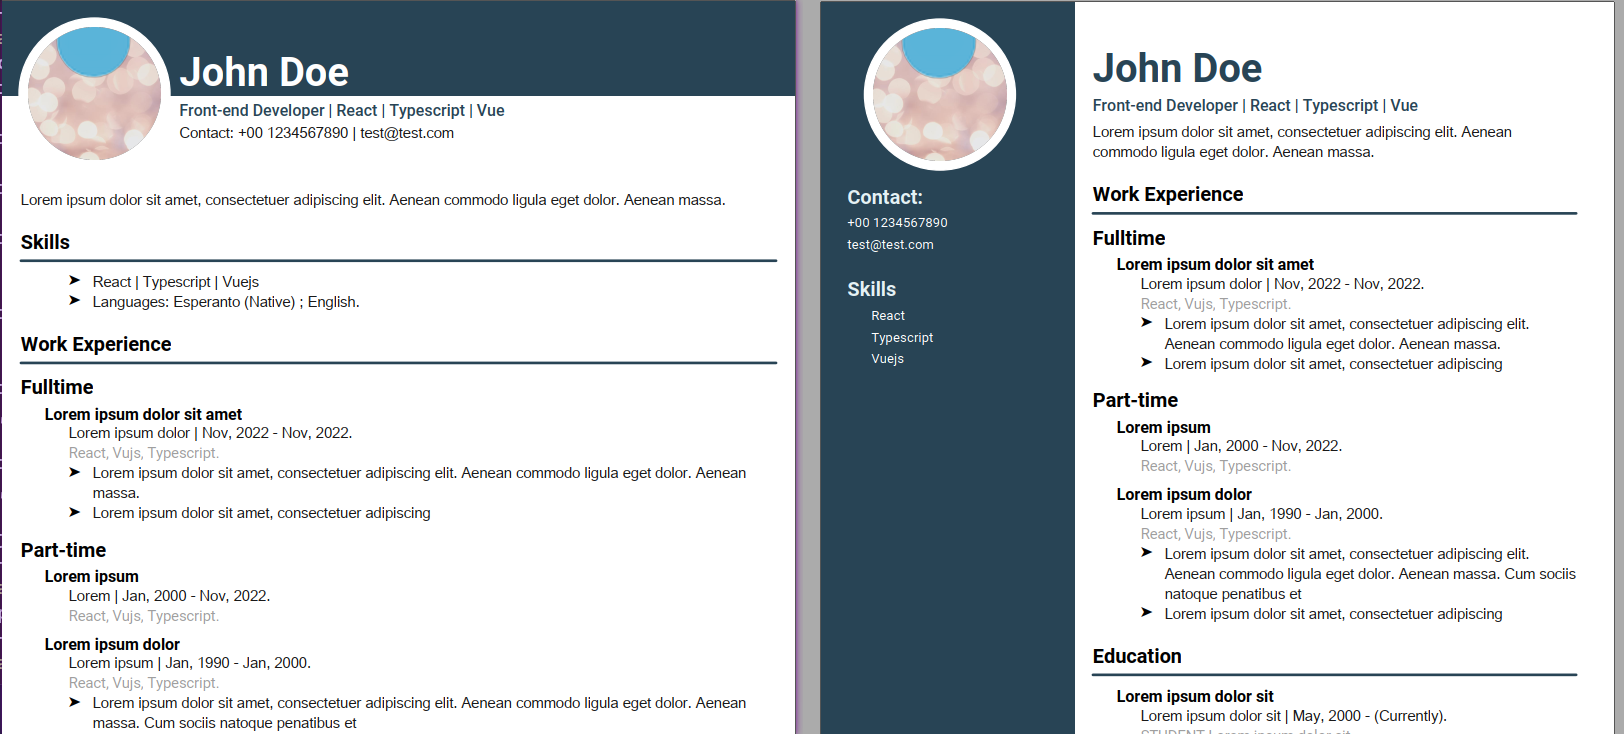 John Doe
Front-end Developer | React | Typescript | Vue
Contact: +00 1234567890 | test@test.com
Lorem ipsum dolor sit amet, consectetuer adipiscing elit. Aenean commodo ligula eget dolor. Aenean massa.
Skills
➤ React | Typescript | Vuejs
➤ Languages: Esperanto (Native) ; English.
Work Experience
Fulltime
Lorem ipsum dolor sit amet
Lorem ipsum dolor | Nov, 2022 - Nov, 2022.
React, Vujs, Typescript.
➤ Lorem ipsum dolor sit amet, consectetuer adipiscing elit. Aenean commodo ligula eget dolor. Aenean
massa.
➤ Lorem ipsum dolor sit amet, consectetuer adipiscing
Part-time
Lorem ipsum
Lorem | Jan, 2000 - Nov, 2022.
React, Vujs, Typescript.
Lorem ipsum dolor
Lorem ipsum | Jan, 1990 - Jan, 2000.
React, Vujs, Typescript.
➤ Lorem ipsum dolor sit amet, consectetuer adipiscing elit. Aenean commodo ligula eget dolor. Aenean
massa. Cum sociis natoque penatibus et
Contact:
+00 1234567890
test@test.com
Skills
React
Typescript
Vuejs
John Doe
Front-end Developer | React | Typescript | Vue
Lorem ipsum dolor sit amet, consectetuer adipiscing elit. Aenean
commodo ligula eget dolor. Aenean massa.
Work Experience
Fulltime
Lorem ipsum dolor sit amet
Lorem ipsum dolor | Nov, 2022 - Nov, 2022.
React, Vujs, Typescript.
➤ Lorem ipsum dolor sit amet, consectetuer adipiscing elit.
Aenean commodo ligula eget dolor. Aenean massa.
➤ Lorem ipsum dolor sit amet, consectetuer adipiscing
Part-time
Lorem ipsum
Lorem | Jan, 2000 - Nov, 2022.
React, Vujs, Typescript.
Lorem ipsum dolor
Lorem ipsum | Jan, 1990 - Jan, 2000.
React, Vujs, Typescript.
➤ Lorem ipsum dolor sit amet, consectetuer adipiscing elit.
Aenean commodo ligula eget dolor. Aenean massa. Cum sociis
natoque penatibus et
➤ Lorem ipsum dolor sit amet, consectetuer adipiscing
Education
Lorem ipsum dolor sit
Lorem ipsum dolor sit | May, 2000 - (Currently).
STUDENT Lorem ipsum dolor sit